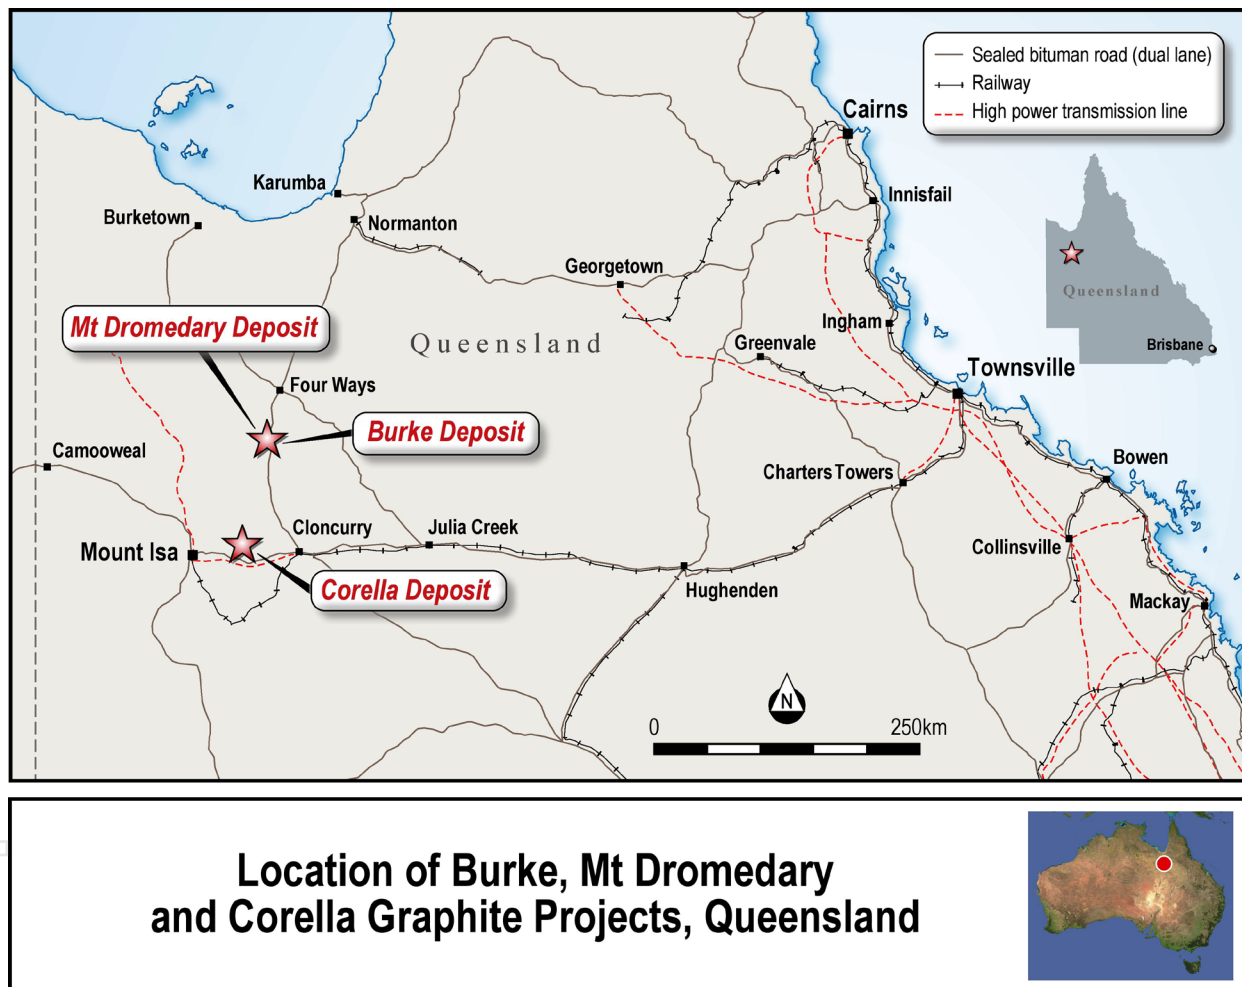 Sealed bituman road (dual lane)
Railway
High power transmission line
Cairns
Karumba
Innisfail
Burketown
Normanton
Georgetown
Queensland
Mt Dromedary Deposit
Ingham
Queensland
Greenvale
Brisbane
Townsville
Four Ways
Burke Deposit
Camooweal
Bowen
Charters Towers
Cloncurry
Julia Creek
Mount Isa
Collinsville
Corella Deposit
Hughenden
Mackay
N
0
250km
Location of Burke, Mt Dromedary
and Corella Graphite Projects, Queensland